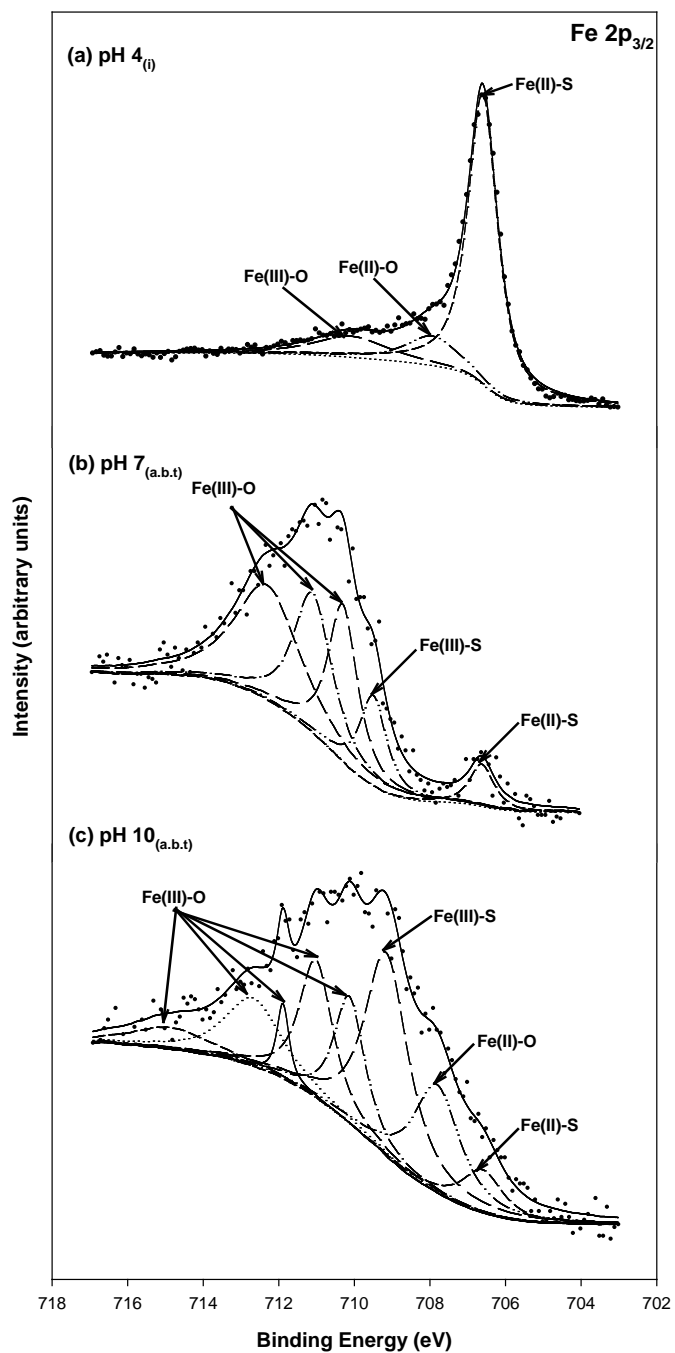 Fe 2p3/2
(a) pH 4(i)
Fe(II)-S
Fe(II)-O
Fe(III)-O
(b) pH 7(a.b.t)
Fe(III)-O
Fe(III)-S
Fe(II)-S
Intensity (arbitrary units)
(c) pH 10(a.b.t)
Fe(III)-O
Fe(III)-S
Fe(II)-O
Fe(II)-S
718 716 714 712 710 708 706 704 702
Binding Energy (eV)